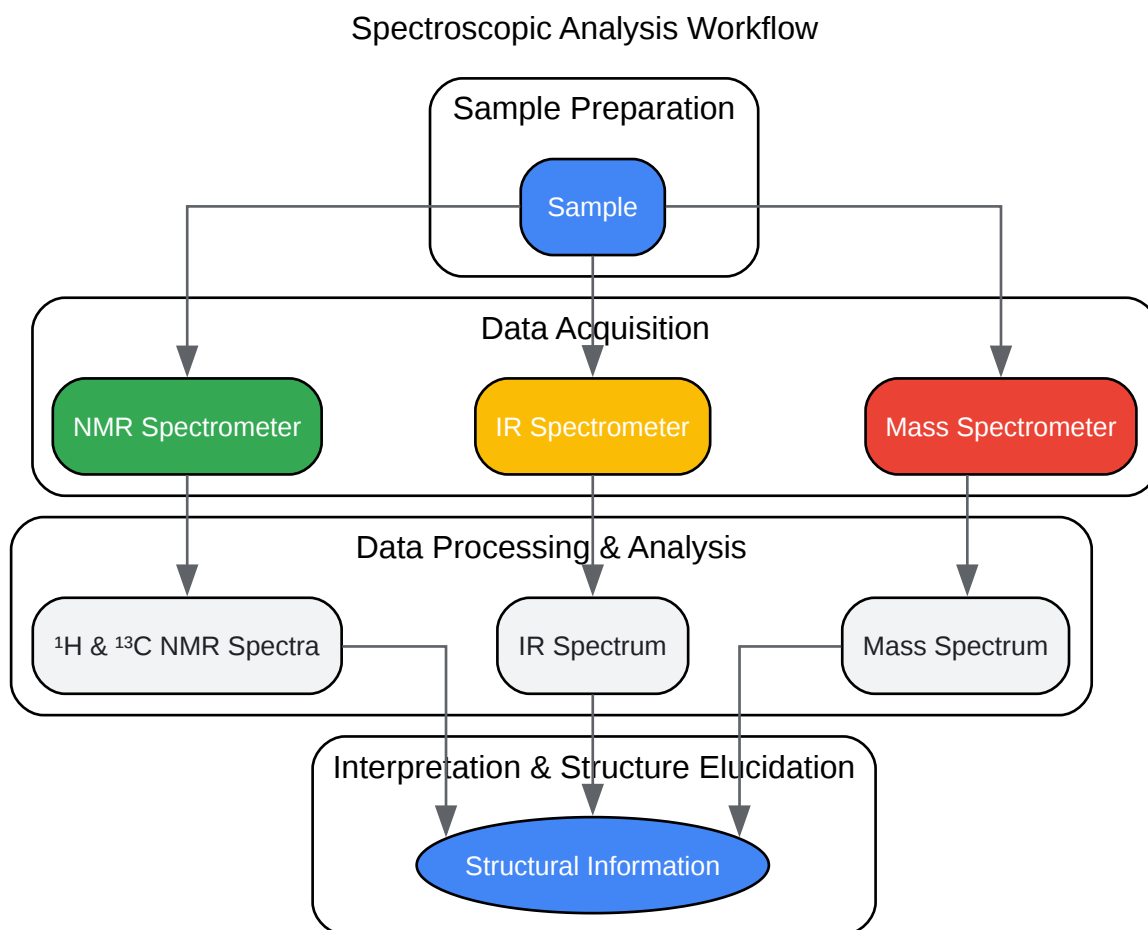 Spectroscopic Analysis Workflow
Sample Preparation
Sample
Data Acquisition
NMR Spectrometer
IR Spectrometer
Mass Spectrometer
Data Processing & Analysis
¹H & ¹³C NMR Spectra
IR Spectrum
Mass Spectrum
Interpretation & Structure Elucidation
Structural Information